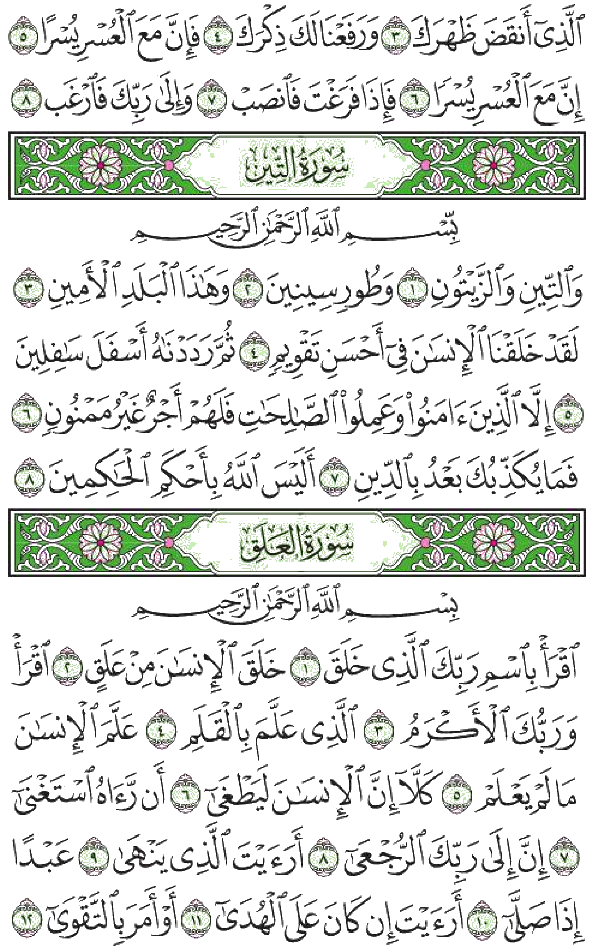 ٱلَّذِىٓ أَنقَضَ ظَهْرَكَ ٣ وَرَفَعْنَا لَكَ ذِكْرَكَ ٤ فَإِنَّ مَعَ ٱلْعُسْرِ يُسْرًا ٥
إِنَّ مَعَ ٱلْعُسْرِ يُسْرًا ٦ فَإِذَا فَرَغْتَ فَٱنصَبْ ٧ وَإِلَىٰ رَبِّكَ فَٱرْغَب ٨
سُورَةُ التِّينِ
بِّسْمِ ٱللَّهِ ٱلرَّحْمَٰنِ ٱلرَّحِيمِ
وَٱلتِّينِ وَٱلزَّيْتُونِ ١ وَطُورِ سِينِينَ ٢ وَهَٰذَا ٱلْبَلَدِ ٱلْأَمِينِ ٣
لَقَدْ خَلَقْنَا ٱلْإِنسَٰنَ فِىٓ أَحْسَنِ تَقْوِيمٍ ٤ ثُمَّ رَدَدْنَٰهُ أَسْفَلَ سَٰفِلِينَ
٥ إِلَّا ٱلَّذِينَ ءَامَنُوا۟ وَعَمِلُوا۟ ٱلصَّٰلِحَٰتِ فَلَهُمْ أَجْرٌ غَيْرُ مَمْنُونٍ ٦
فَمَا يُكَذِّبُكَ بَعْدُ بِٱلدِّينِ ٧ أَلَيْسَ ٱللَّهُ بِأَحْكَمِ ٱلْحَٰكِمِينَ ٨
سُورَةُ العَلَقِ
بِسْمِ ٱللَّهِ ٱلرَّحْمَٰنِ ٱلرَّحِيمِ
ٱقْرَأْ بِٱسْمِ رَبِّكَ ٱلَّذِى خَلَقَ ١ خَلَقَ ٱلْإِنسَٰنَ مِنْ عَلَقٍ ٢ ٱقْرَأْ
وَرَبُّكَ ٱلْأَكْرَمُ ٣ ٱلَّذِى عَلَّمَ بِٱلْقَلَمِ ٤ عَلَّمَ ٱلْإِنسَٰنَ
مَا لَمْ يَعْلَمْ ٥ كَلَّآ إِنَّ ٱلْإِنسَٰنَ لَيَطْغَىٰٓ ٦ أَن رَّءَاهُ ٱسْتَغْنَىٰٓ
٧ إِنَّ إِلَىٰ رَبِّكَ ٱلرُّجْعَىٰٓ ٨ أَرَءَيْتَ ٱلَّذِى يَنْهَىٰ ٩ عَبْدًا
إِذَا صَلَّىٰٓ ١٠ أَرَءَيْتَ إِن كَانَ عَلَى ٱلْهُدَىٰٓ ١١ أَوْ أَمَرَ بِٱلتَّقْوَىٰٓ ١٢